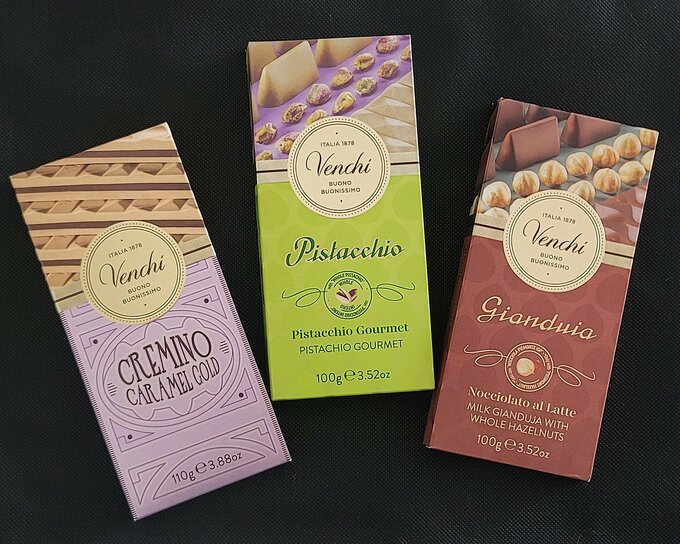 ITALIA 1878
Venchi
BUONO
BUONISSIMO
CREMINO
CARAMEL GOLD
110g e 3.88oz
ITALIA 1878
Venchi
BUONO
BUONISSIMO
Pistacchio
WHOLE
Pistacchio Gourmet
PISTACHIO GOURMET
100g e 3.52oz
ITALIA 1878
Venchi
BUONO
BUONISSIMO
Gianduia
Nocciolato al Latte
MILK GIANDUJA WITH
WHOLE HAZELNUTS
100g e 3.52oz